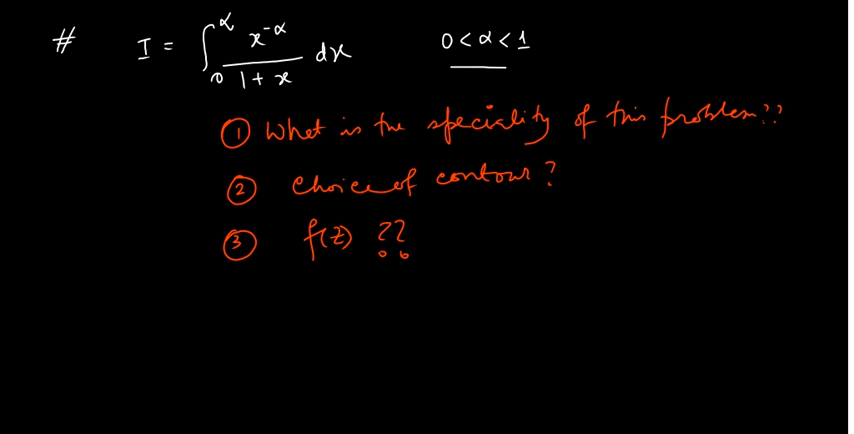 # I = ∫₀^α x^-α / (1 + x) dx 0 < α < 1
① What is the speciality of this problem??
② Choice of contour?
③ f(z) ??